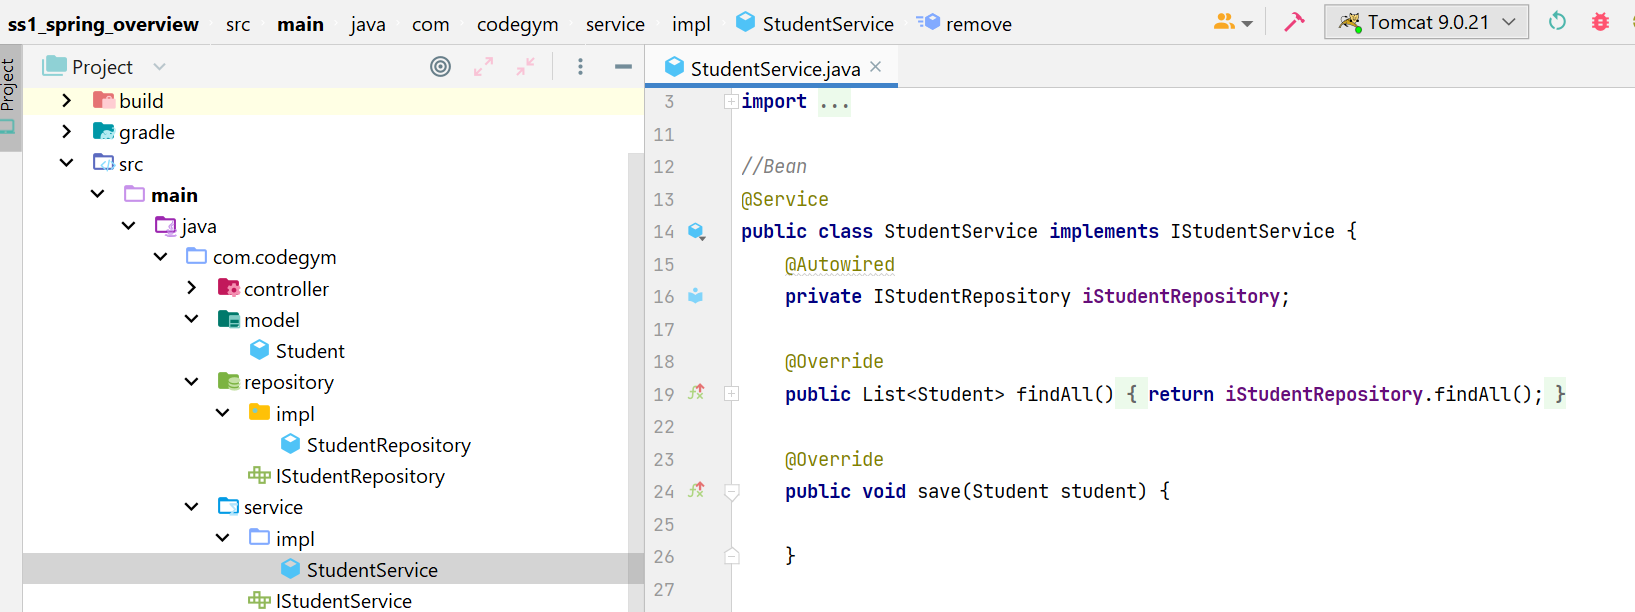 ss1_spring_overview src main java com codegym service impl StudentService remove Tomcat 9.0.21
Project
Project
build
gradle
src
main
java
com.codegym
controller
model
Student
repository
impl
StudentRepository
IStudentRepository
service
impl
StudentService
IStudentService
StudentService.java
3 import ...
11
12 //Bean
13 @Service
14 public class StudentService implements IStudentService {
15 @Autowired
16 private IStudentRepository iStudentRepository;
17
18 @Override
19 public List<Student> findAll() { return iStudentRepository.findAll(); }
22
23 @Override
24 public void save(Student student) {
25
26 }
27